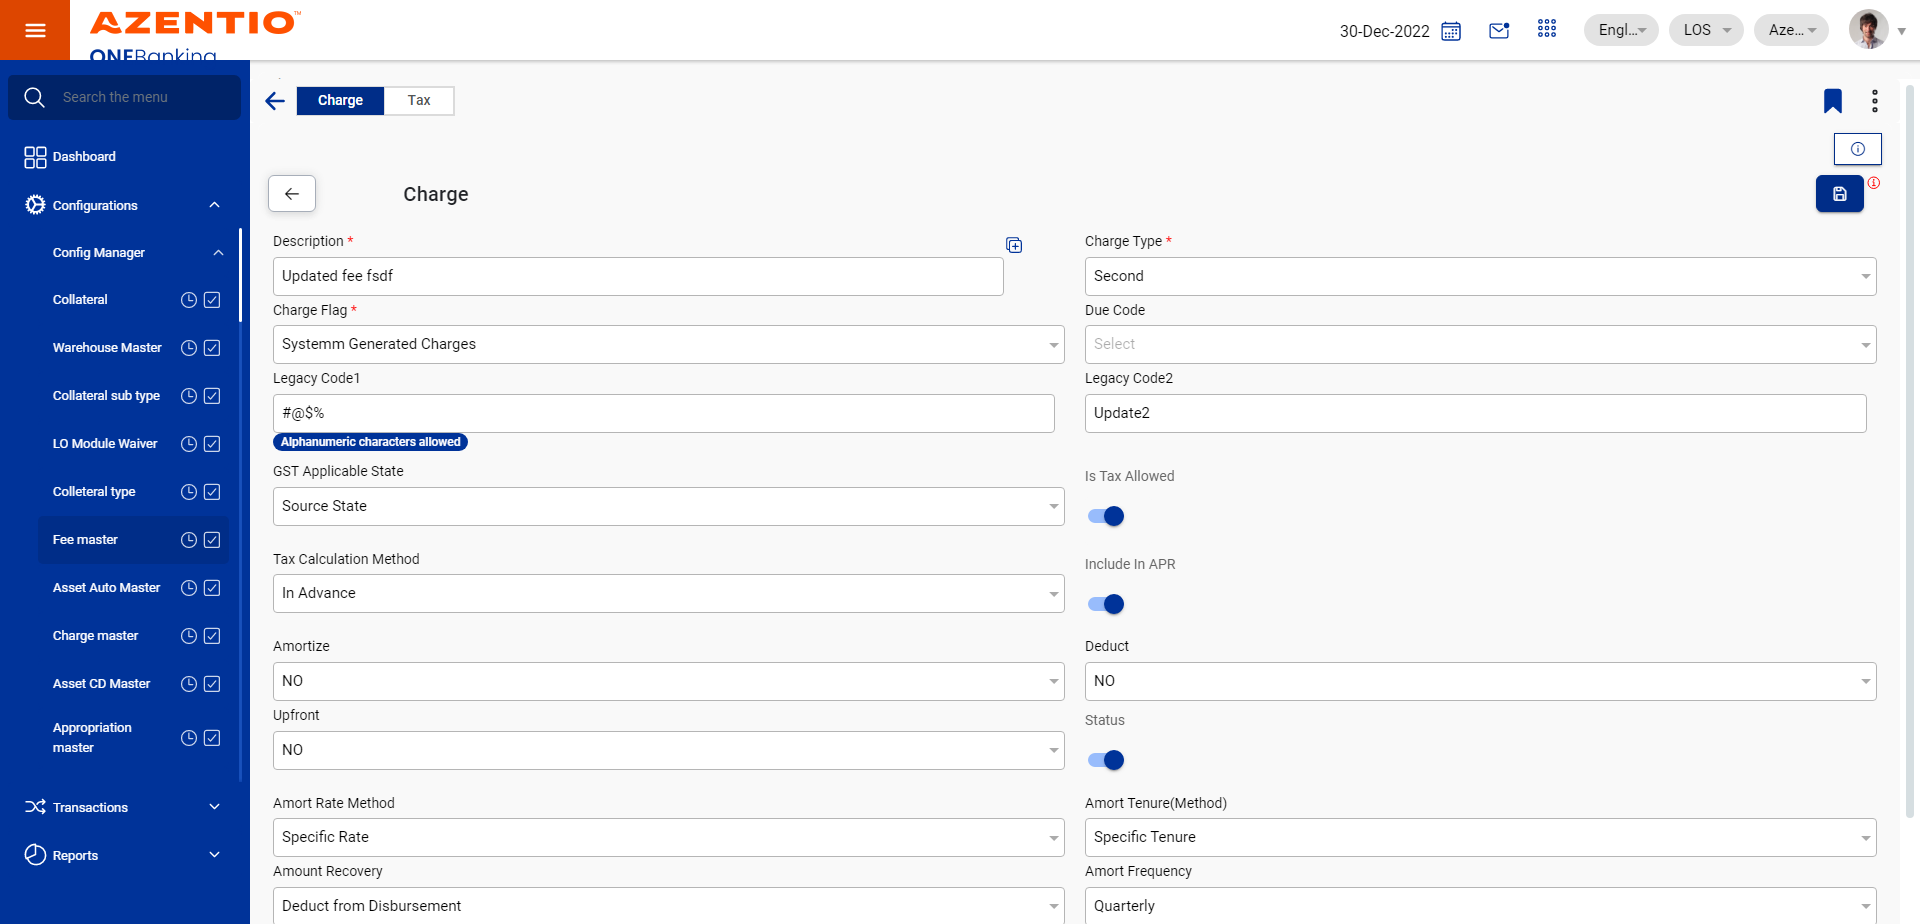 AZENTIO™
ONEBanking
30-Dec-2022
Engl...
LOS
Aze...
Search the menu
Dashboard
Configurations
Config Manager
Collateral
Warehouse Master
Collateral sub type
LO Module Waiver
Colleteral type
Fee master
Asset Auto Master
Charge master
Asset CD Master
Appropriation
master
Transactions
Reports
Charge
Tax
Charge
Description *
Updated fee fsdf
Charge Type *
Second
Charge Flag *
Systemm Generated Charges
Due Code
Select
Legacy Code1
#@$%
Alphanumeric characters allowed
Legacy Code2
Update2
GST Applicable State
Source State
Is Tax Allowed
Tax Calculation Method
In Advance
Include In APR
Amortize
NO
Deduct
NO
Upfront
NO
Status
Amort Rate Method
Specific Rate
Amort Tenure(Method)
Specific Tenure
Amount Recovery
Deduct from Disbursement
Amort Frequency
Quarterly